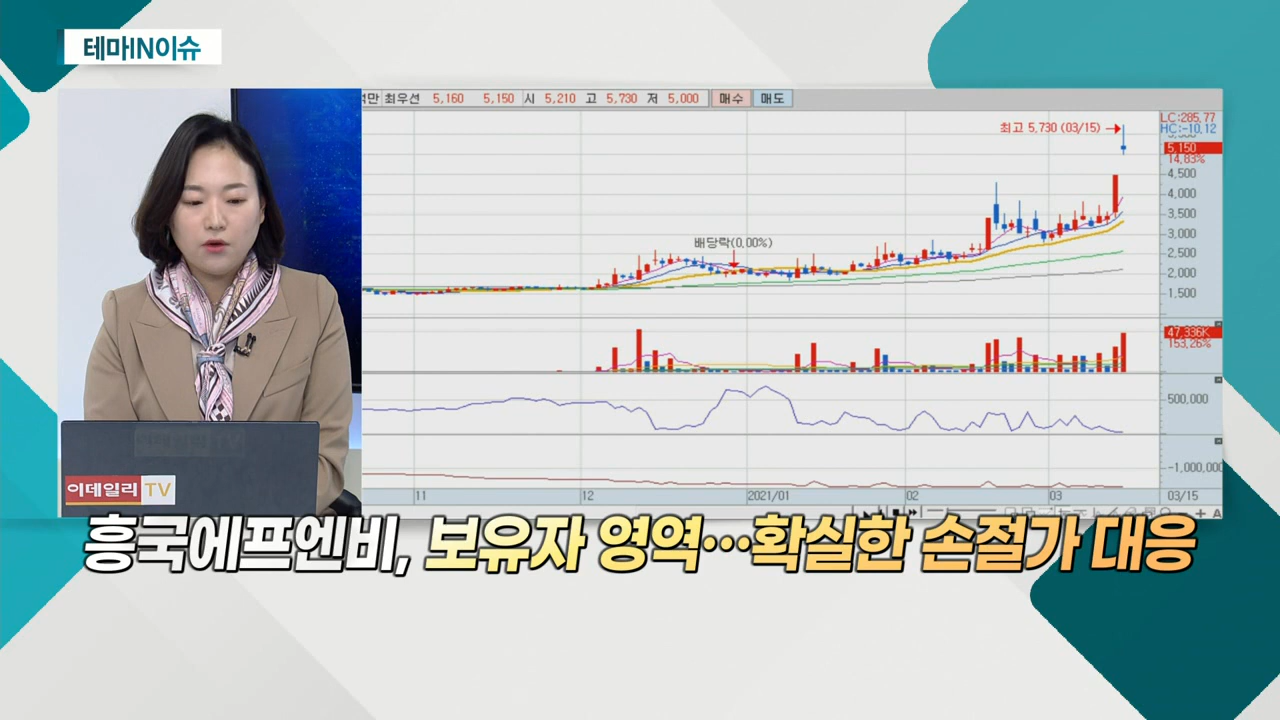 테마IN이슈
최우선 5,160 5,150 시 5,210 고 5,730 저 5,000 매수 매도
최고 5,730 (03/15)
LC:285.77
HC:-10.12
5,150
14.83%
4,500
4,000
3,500
3,000
2,500
2,000
1,500
배당락(0.00%)
47,336K
153.26%
500,000
-1,000,000
11 12 2021/01 02 03 03/15
이데일리TV
흥국에프엔비, 보유자 영역…확실한 손절가 대응